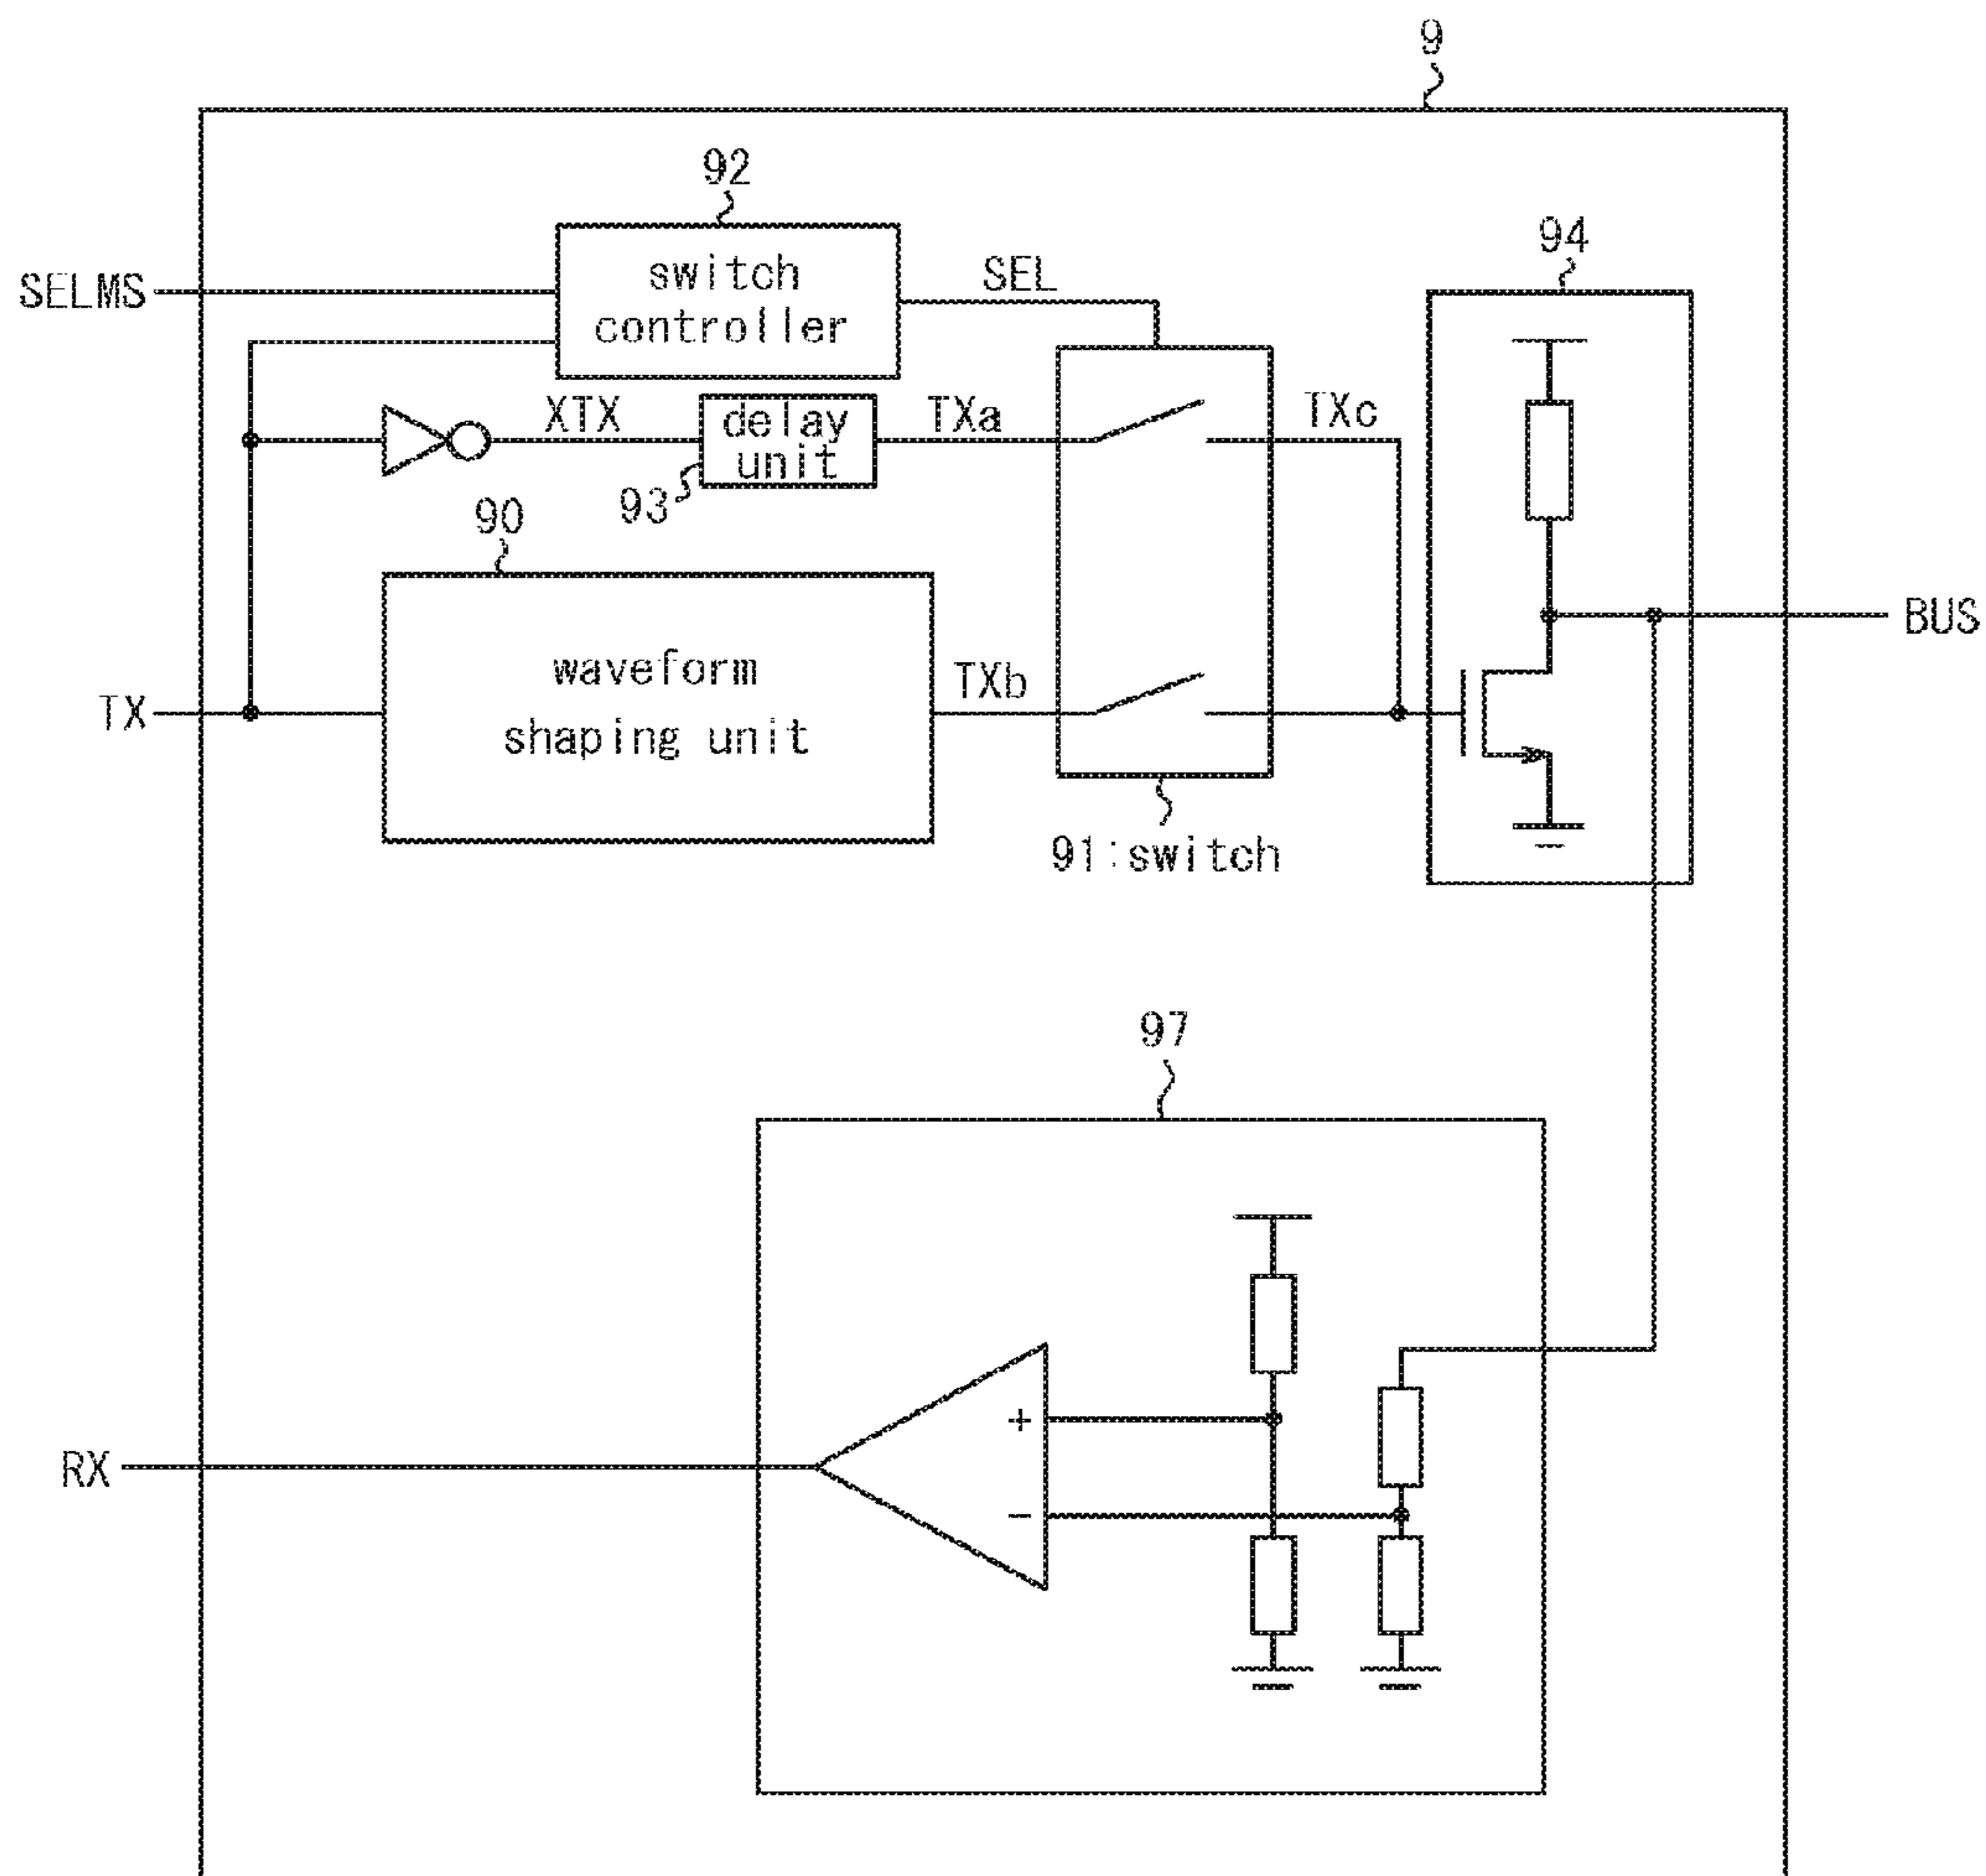 9
92
94
SELMS
switch
controller
SEL
XTX
delay
unit
TXa
TXc
93
90
TX
waveform
shaping unit
TXb
BUS
91:switch
97
+
RX
−